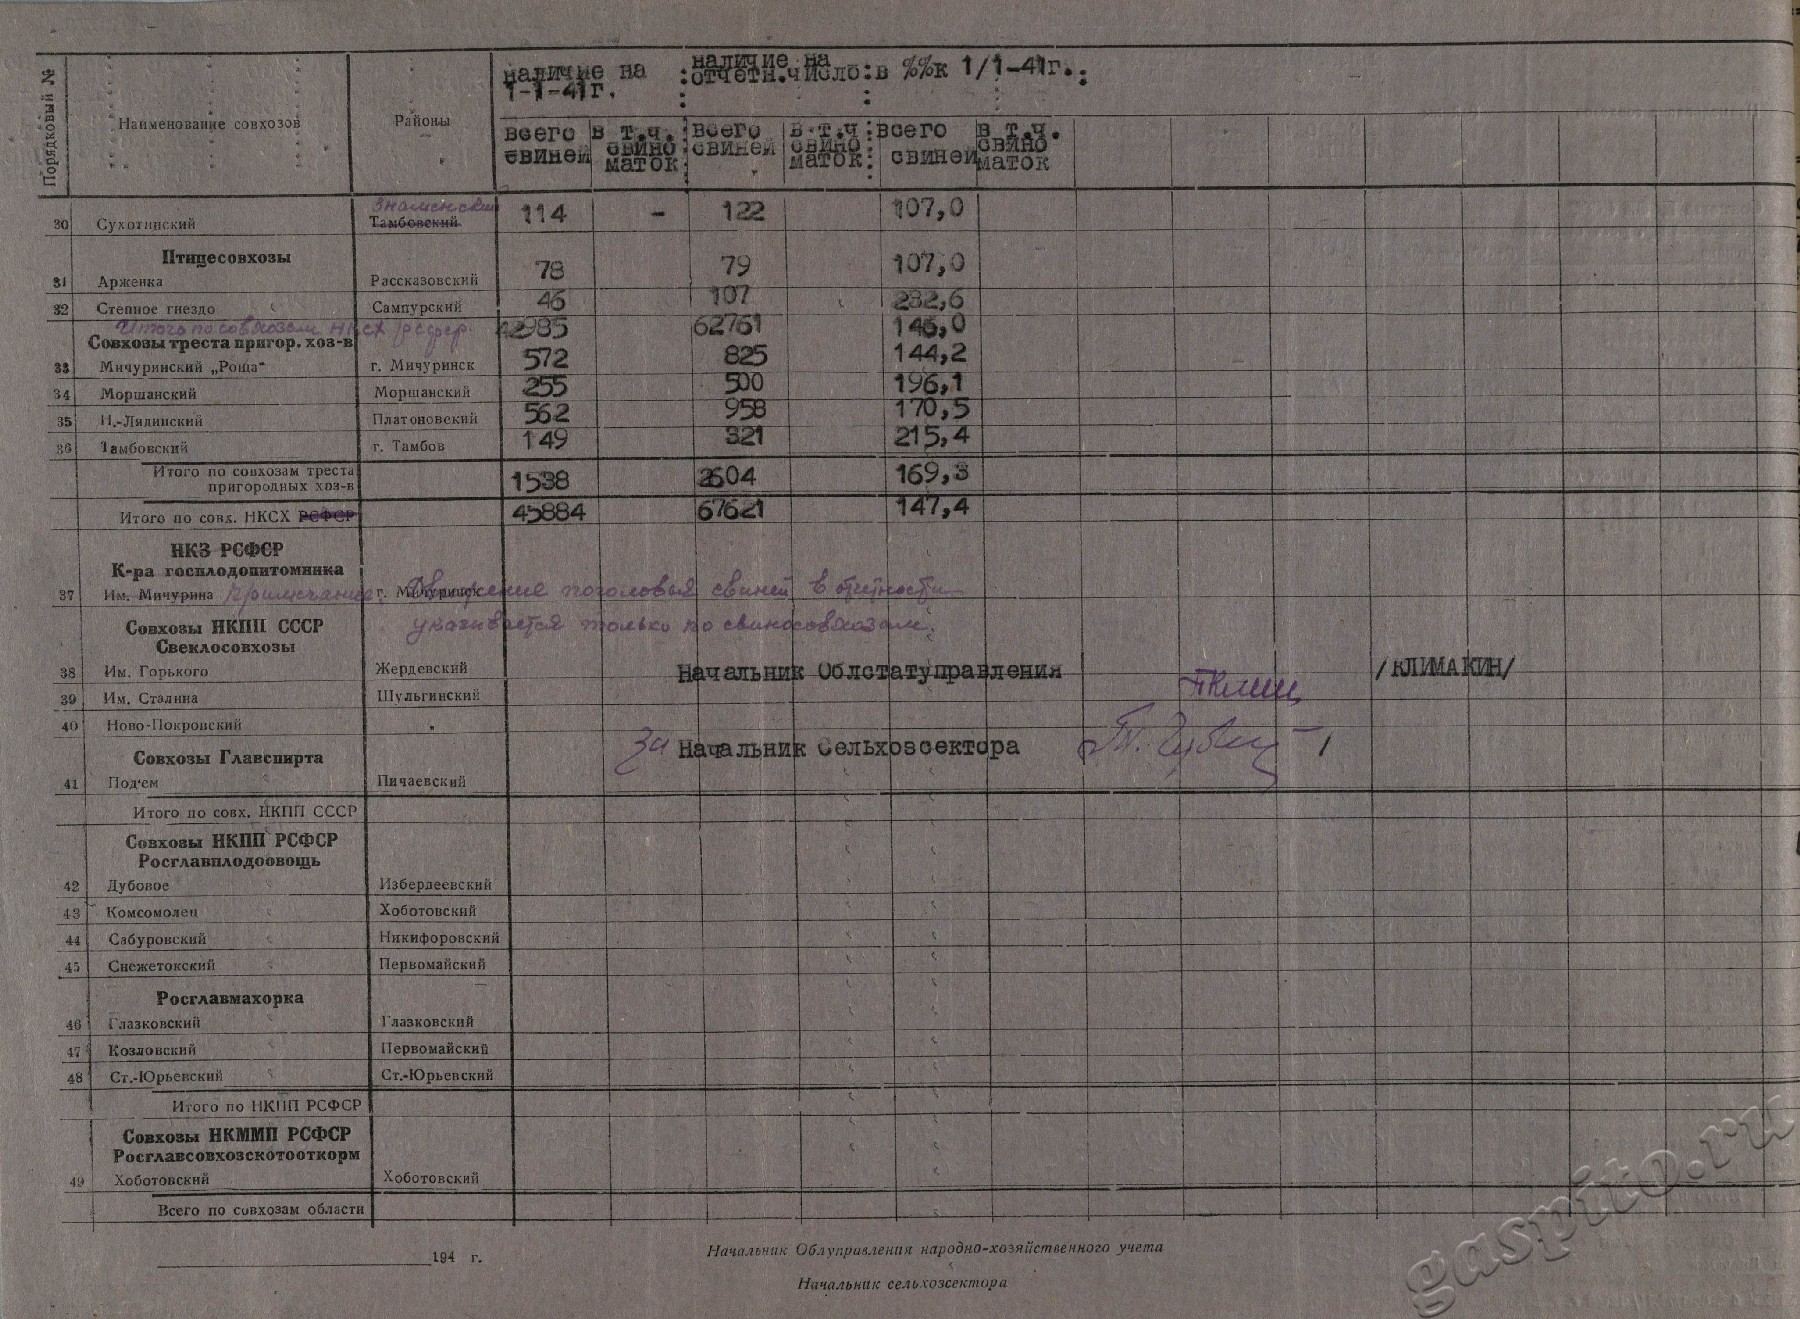 Порядковый №
Наименование совхозов
Районы
наличие на 1-1-41г.
наличие на отчетн.число
в %%к 1/1-41г.
всего свиней
в т.ч. свино маток
всего свиней
в т.ч свино маток
всего свиней
в т.ч. свино маток
30 Сухотинский Знаменский Тамбовский 114 - 122 107,0
Птицесовхозы
31 Арженка Рассказовский 79 107,0
32 Степное гнездо Сампурский 46 107 232,6
Итого по совхозам НКСХ РСФСР 42985 62761 146,0
Совхозы треста пригор. хоз-в
33 Мичуринский „Роща" г. Мичуринск 572 825 144,2
34 Моршанский Моршанский 255 500 196,1
35 Н.-Лядинский Платоновский 562 958 170,5
36 Тамбовский г. Тамбов 149 321 215,4
Итого по совхозам треста
пригородных хоз-в 1538 2604 169,3
Итого по совх. НКСХ РСФСР 45884 67621 147,4
НКЗ РСФСР
К-ра госплодопитомника
37 Им. Мичурина г. Мичуринск
Примечание: Движение поголовья свиней в отчетности
указывается только по свиносовхозам.
Совхозы НКПП СССР
Свеклосовхозы
38 Им. Горького Жердевский
Начальник Облстатуправления /КЛИМАКИН/
39 Им. Сталина Шульгинский
40 Ново-Покровский "
за Начальник Сельхозсектора /
Совхозы Главспирта
41 Под'ем Пичаевский
Итого по совх. НКПП СССР
Совхозы НКПП РСФСР
Росглавплодоовощь
42 Дубовое Избердеевский
43 Комсомолец Хоботовский
44 Сабуровский Никифоровский
45 Снежетокский Первомайский
Росглавмахорка
46 Глазковский Глазковский
47 Козловский Первомайский
48 Ст.-Юрьевский Ст.-Юрьевский
Итого по НКПП РСФСР
Совхозы НКММП РСФСР
Росглавсовхозскотооткорм
49 Хоботовский Хоботовский
Всего по совхозам области
194 г.
Начальник Облуправления народно-хозяйственного учета
Начальник сельхозсектора
gaspito.ru